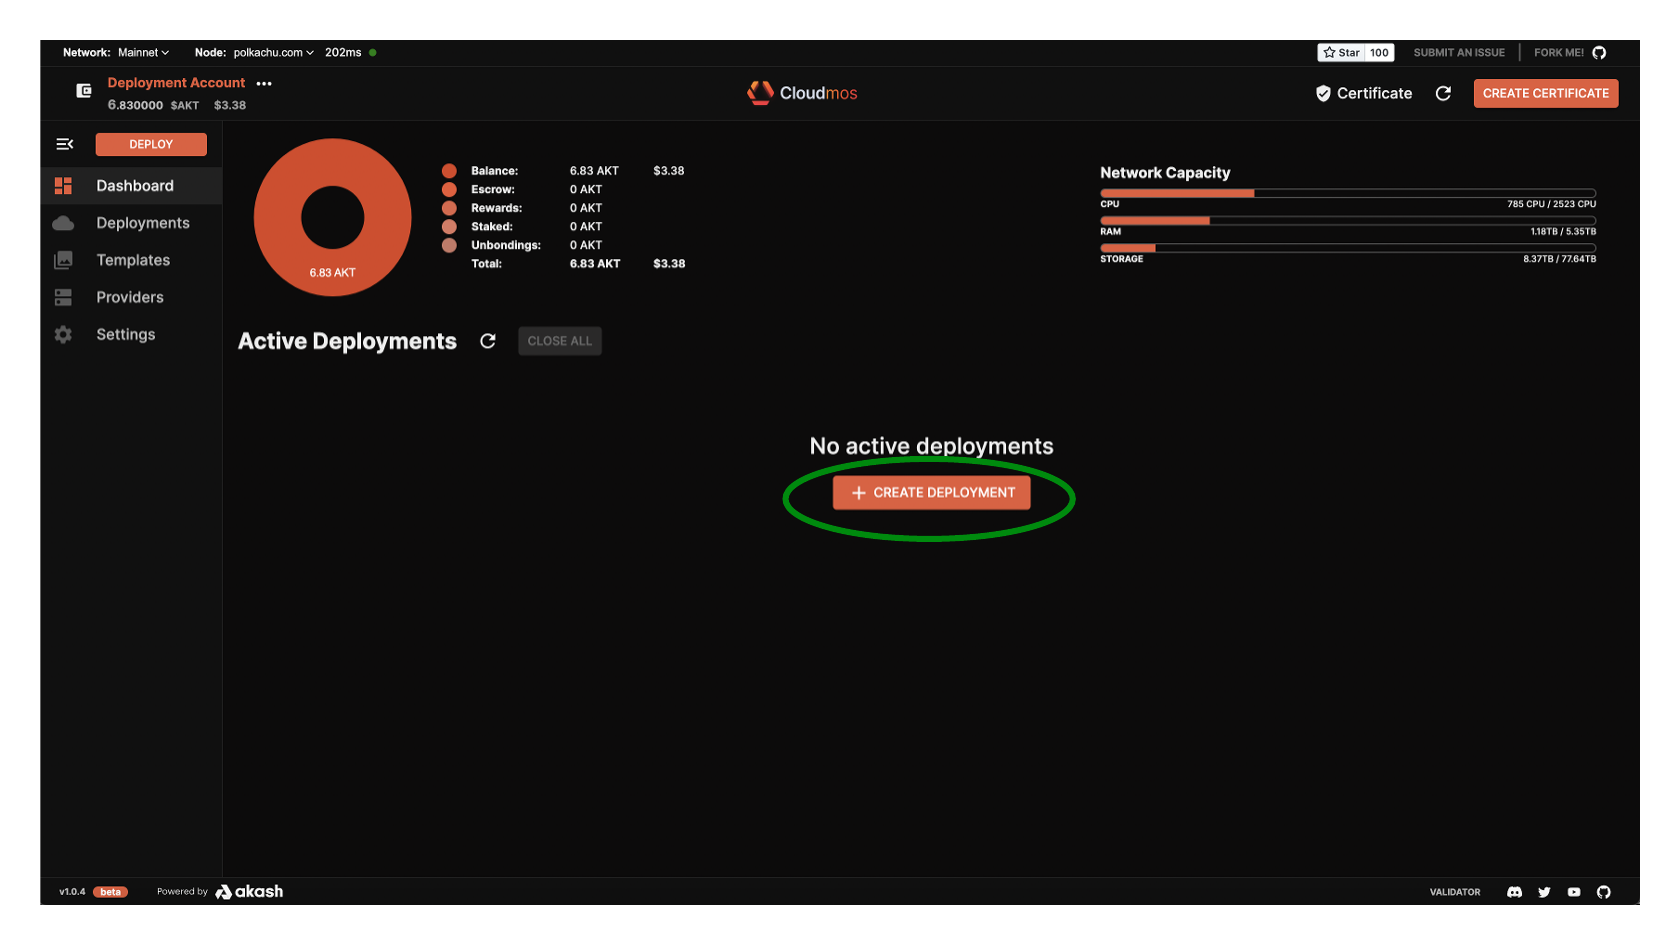 Network: Mainnet Node: polkachu.com 202ms
Star 100 SUBMIT AN ISSUE FORK ME!
Deployment Account •••
6.830000 $AKT $3.38
Cloudmos
Certificate CREATE CERTIFICATE
DEPLOY
Dashboard
Deployments
Templates
Providers
Settings
6.83 AKT
Balance: 6.83 AKT $3.38
Escrow: 0 AKT
Rewards: 0 AKT
Staked: 0 AKT
Unbondings: 0 AKT
Total: 6.83 AKT $3.38
Network Capacity
CPU 785 CPU / 2523 CPU
RAM 1.18TB / 5.35TB
STORAGE 8.37TB / 77.64TB
Active Deployments CLOSE ALL
No active deployments
+ CREATE DEPLOYMENT
v1.0.4 beta Powered by akash
VALIDATOR